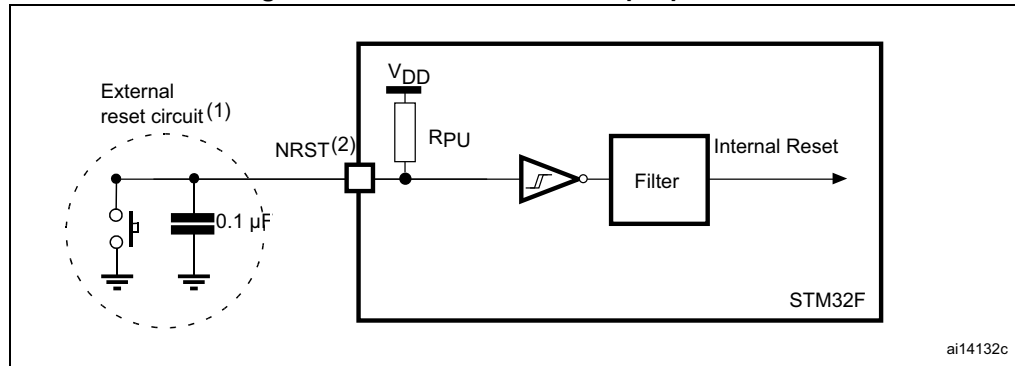 External
reset circuit(1)
NRST(2)
VDD
RPU
0.1 µF
Filter
Internal Reset
STM32F
ai14132c